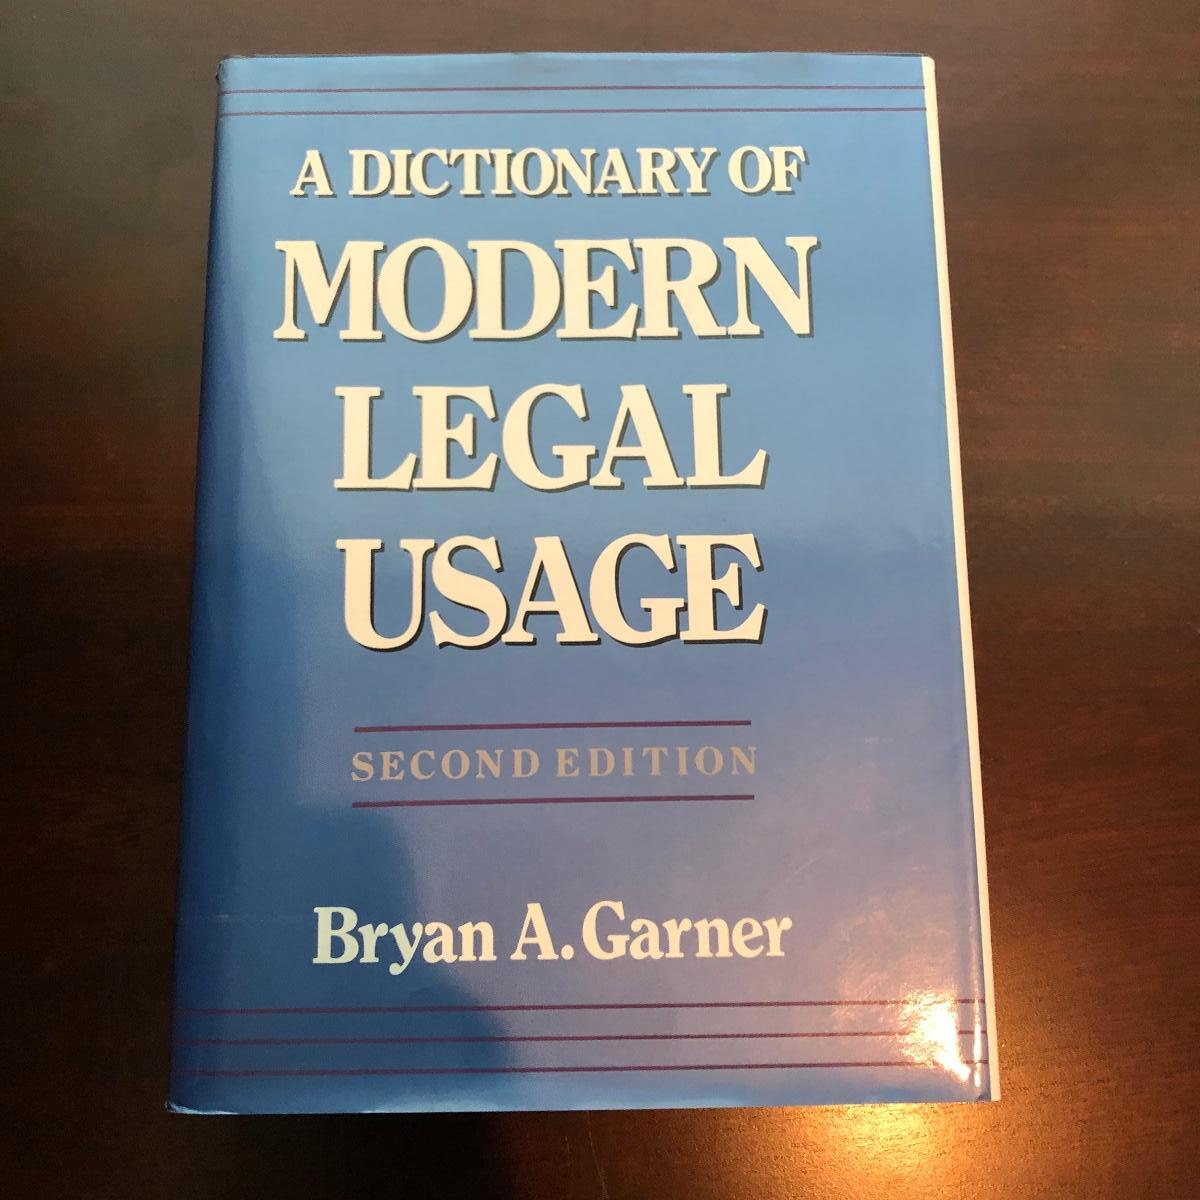 A DICTIONARY OF
MODERN
LEGAL
USAGE
SECOND EDITION
Bryan A. Garner